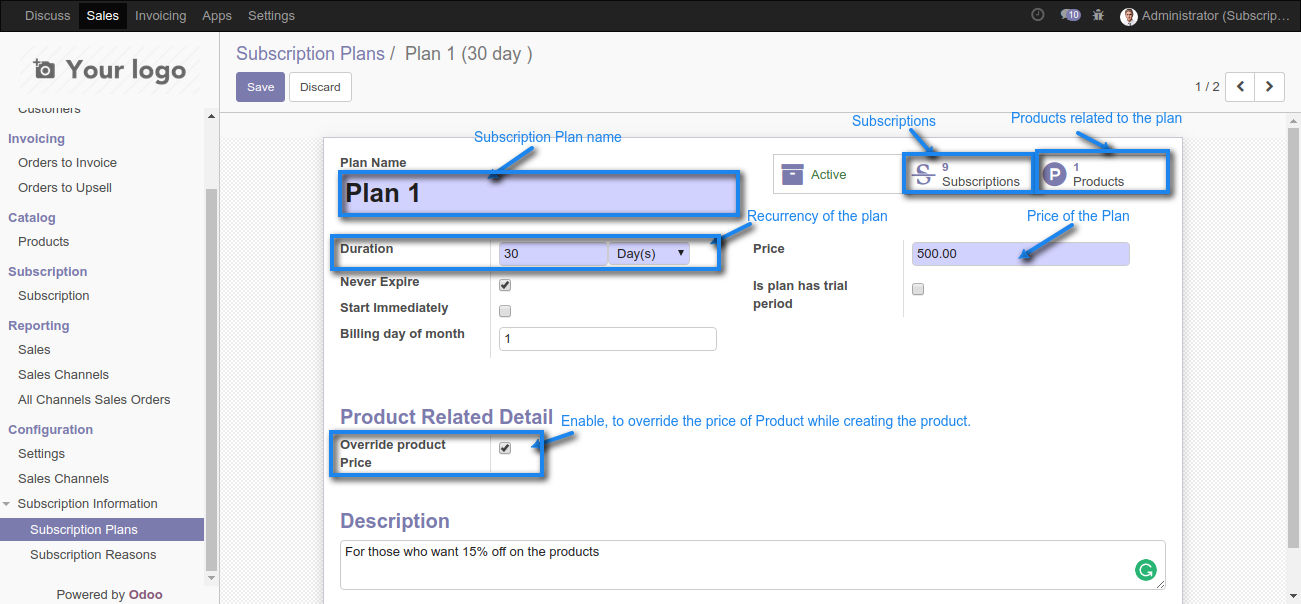 Discuss Sales Invoicing Apps Settings 10 Administrator (Subscrip...
Your logo
Subscription Plans / Plan 1 (30 day )
Save Discard 1 / 2
Customers
Invoicing
Orders to Invoice
Orders to Upsell
Catalog
Products
Subscription
Subscription
Reporting
Sales
Sales Channels
All Channels Sales Orders
Configuration
Settings
Sales Channels
Subscription Information
Subscription Plans
Subscription Reasons
Powered by Odoo
Subscription Plan name
Subscriptions
Products related to the plan
Plan Name
Plan 1
Active
9
Subscriptions
P
1
Products
Recurrency of the plan
Price of the Plan
Duration 30 Day(s)
Price 500.00
Never Expire
Is plan has trial
period
Start Immediately
Billing day of month 1
Product Related Detail
Enable, to override the price of Product while creating the product.
Override product
Price
Description
For those who want 15% off on the products